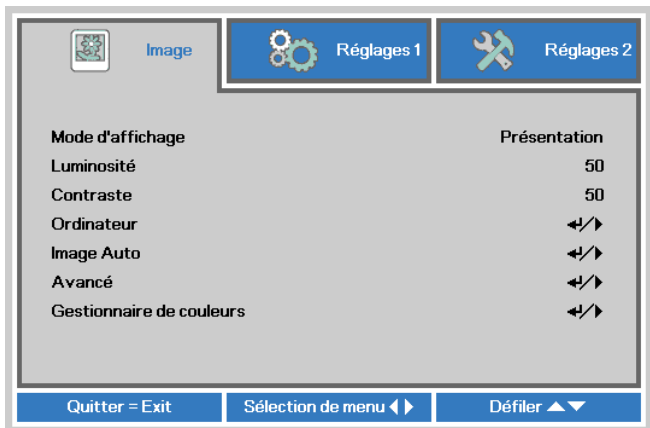 Image Réglages 1 Réglages 2
Mode d'affichage Présentation
Luminosité 50
Contraste 50
Ordinateur ↵/▶
Image Auto ↵/▶
Avancé ↵/▶
Gestionnaire de couleurs ↵/▶
Quitter = Exit Sélection de menu ◀▶ Défiler ▲▼